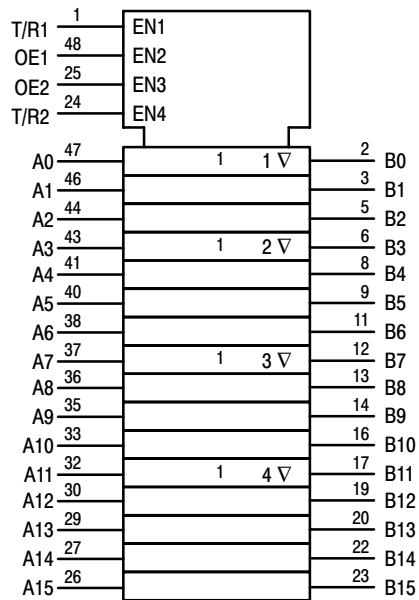 T/R1 1 EN1
OE1 48 EN2
OE2 25 EN3
T/R2 24 EN4
A0 47 1 1 ∇ 2 B0
A1 46 3 B1
A2 44 5 B2
A3 43 1 2 ∇ 6 B3
A4 41 8 B4
A5 40 9 B5
A6 38 11 B6
A7 37 1 3 ∇ 12 B7
A8 36 13 B8
A9 35 14 B9
A10 33 16 B10
A11 32 1 4 ∇ 17 B11
A12 30 19 B12
A13 29 20 B13
A14 27 22 B14
A15 26 23 B15